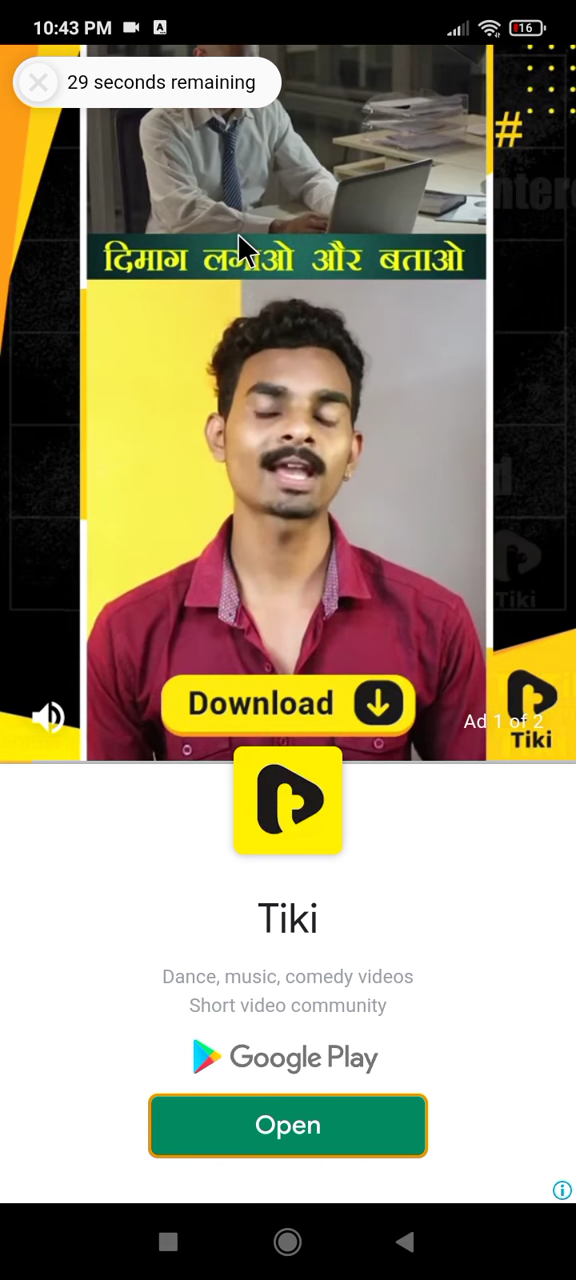 10:43 PM
16
29 seconds remaining
#
दिमाग लगाओ और बताओ
Tiki
Download
Ad 1 of 2
Tiki
Tiki
Dance, music, comedy videos
Short video community
Google Play
Open